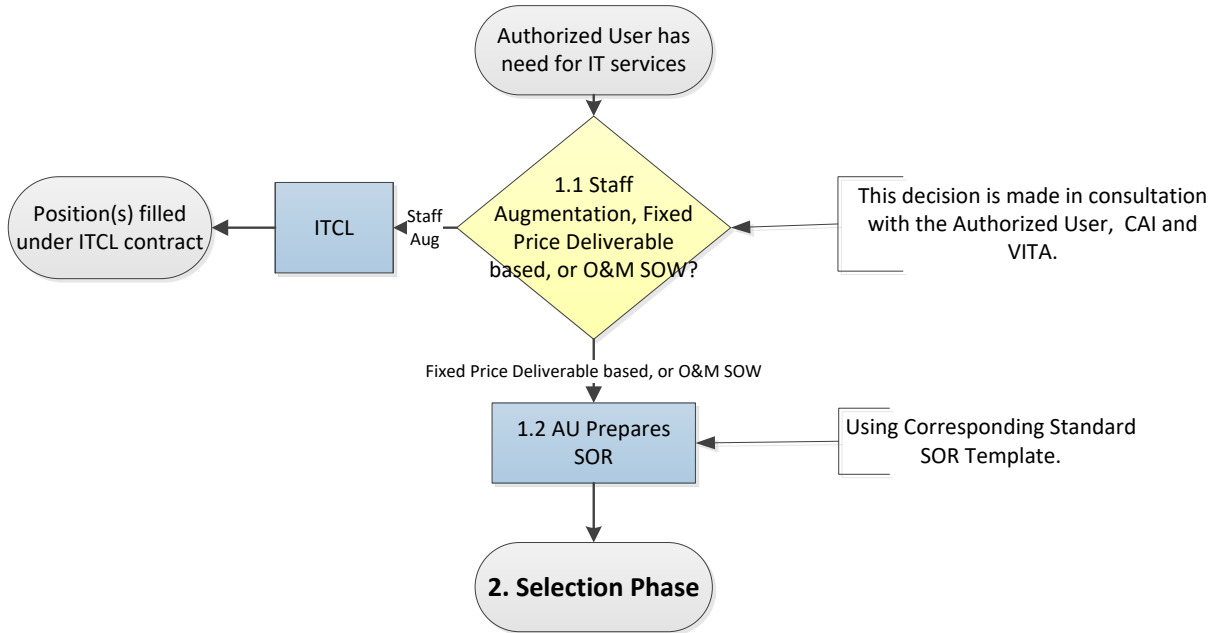 Authorized User has
need for IT services
1.1 Staff
Augmentation, Fixed
Price Deliverable
based, or O&M SOW?
This decision is made in consultation
with the Authorized User, CAI and
VITA.
Staff
Aug
ITCL
Position(s) filled
under ITCL contract
Fixed Price Deliverable based, or O&M SOW
1.2 AU Prepares
SOR
Using Corresponding Standard
SOR Template.
2. Selection Phase